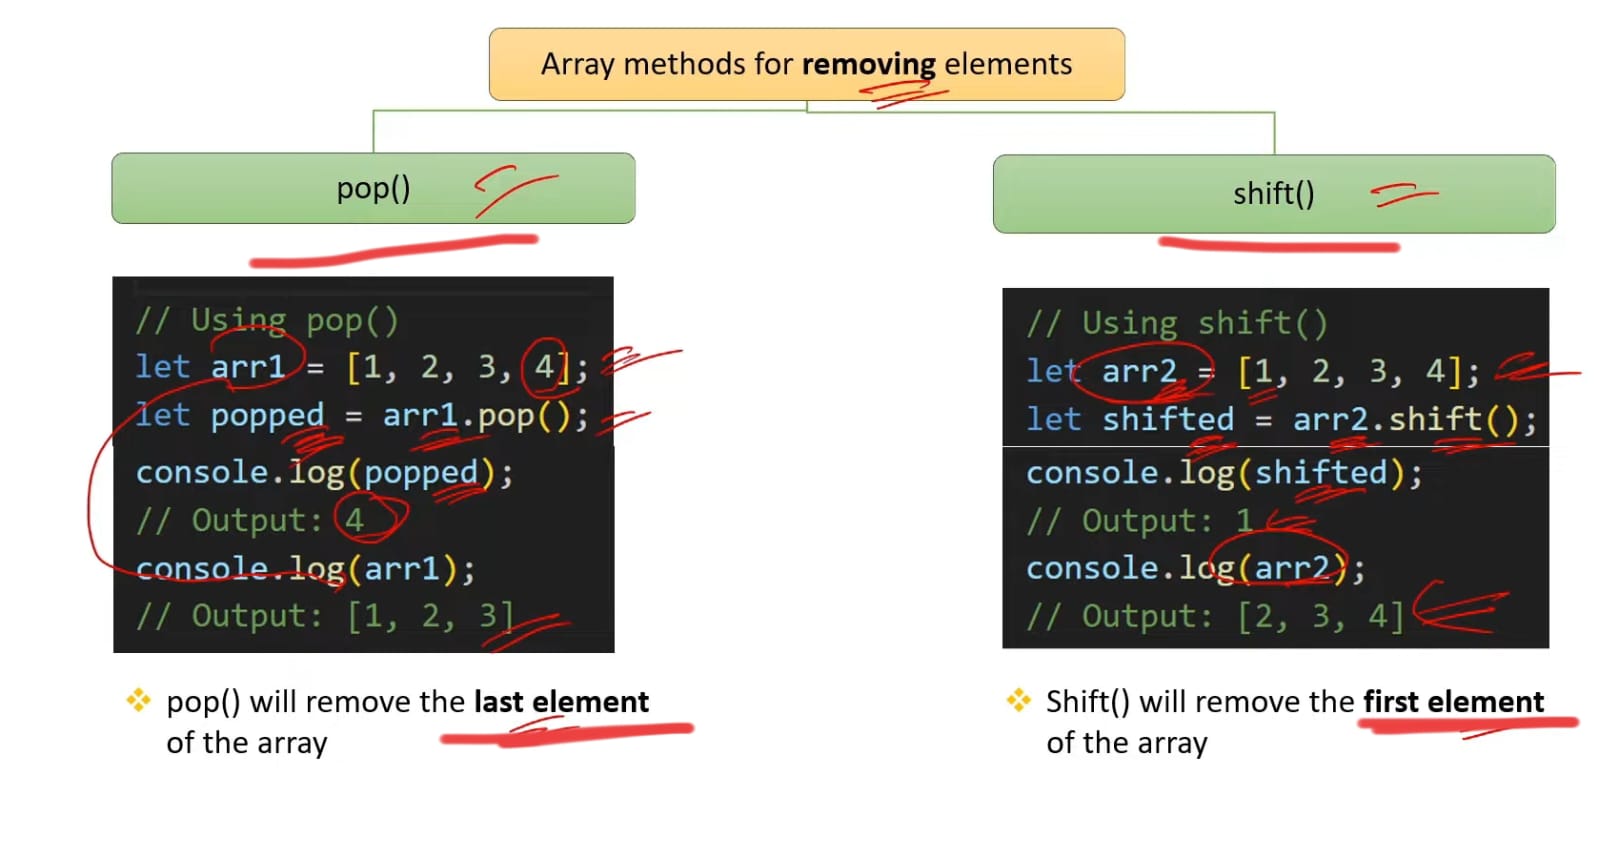 Array methods for removing elements
pop()
// Using pop()
let arr1 = [1, 2, 3, 4];
let popped = arr1.pop();
console.log(popped);
// Output: 4
console.log(arr1);
// Output: [1, 2, 3]
pop() will remove the last element
of the array
shift()
// Using shift()
let arr2 = [1, 2, 3, 4];
let shifted = arr2.shift();
console.log(shifted);
// Output: 1
console.log(arr2);
// Output: [2, 3, 4]
Shift() will remove the first element
of the array